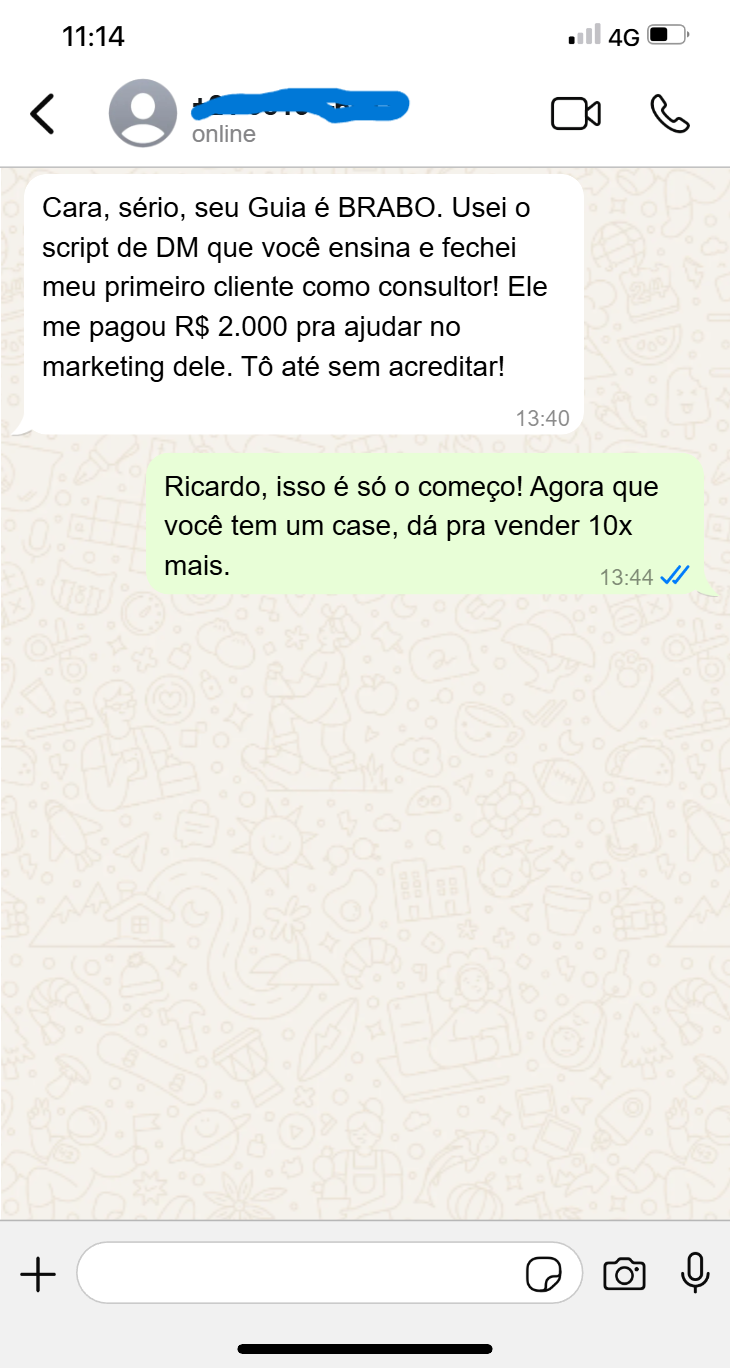 11:14
4G
online
Cara, sério, seu Guia é BRABO. Usei o
script de DM que você ensina e fechei
meu primeiro cliente como consultor! Ele
me pagou R$ 2.000 pra ajudar no
marketing dele. Tô até sem acreditar!
13:40
Ricardo, isso é só o começo! Agora que
você tem um case, dá pra vender 10x
mais.
13:44